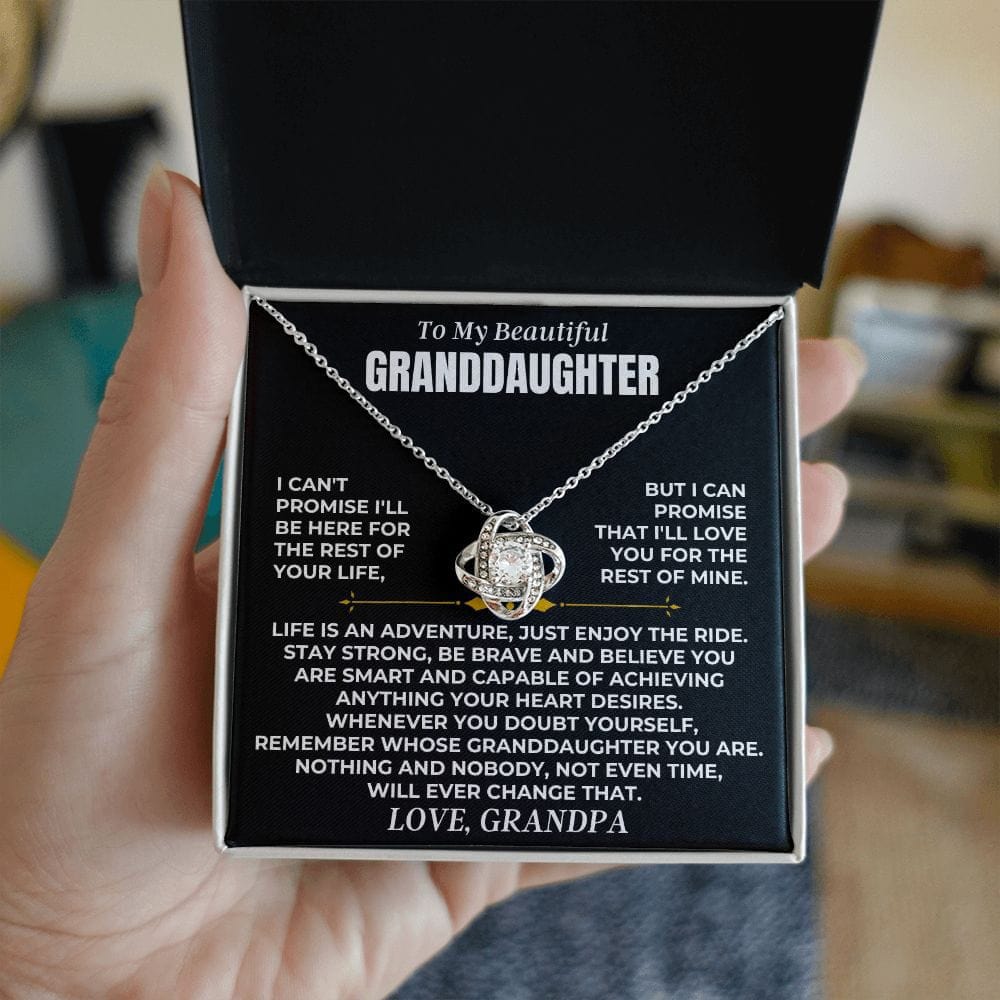 To My Beautiful
GRANDDAUGHTER
I CAN'T
PROMISE I'LL
BE HERE FOR
THE REST OF
YOUR LIFE,
BUT I CAN
PROMISE
THAT I'LL LOVE
YOU FOR THE
REST OF MINE.
LIFE IS AN ADVENTURE, JUST ENJOY THE RIDE.
STAY STRONG, BE BRAVE AND BELIEVE YOU
ARE SMART AND CAPABLE OF ACHIEVING
ANYTHING YOUR HEART DESIRES.
WHENEVER YOU DOUBT YOURSELF,
REMEMBER WHOSE GRANDDAUGHTER YOU ARE.
NOTHING AND NOBODY, NOT EVEN TIME,
WILL EVER CHANGE THAT.
LOVE, GRANDPA